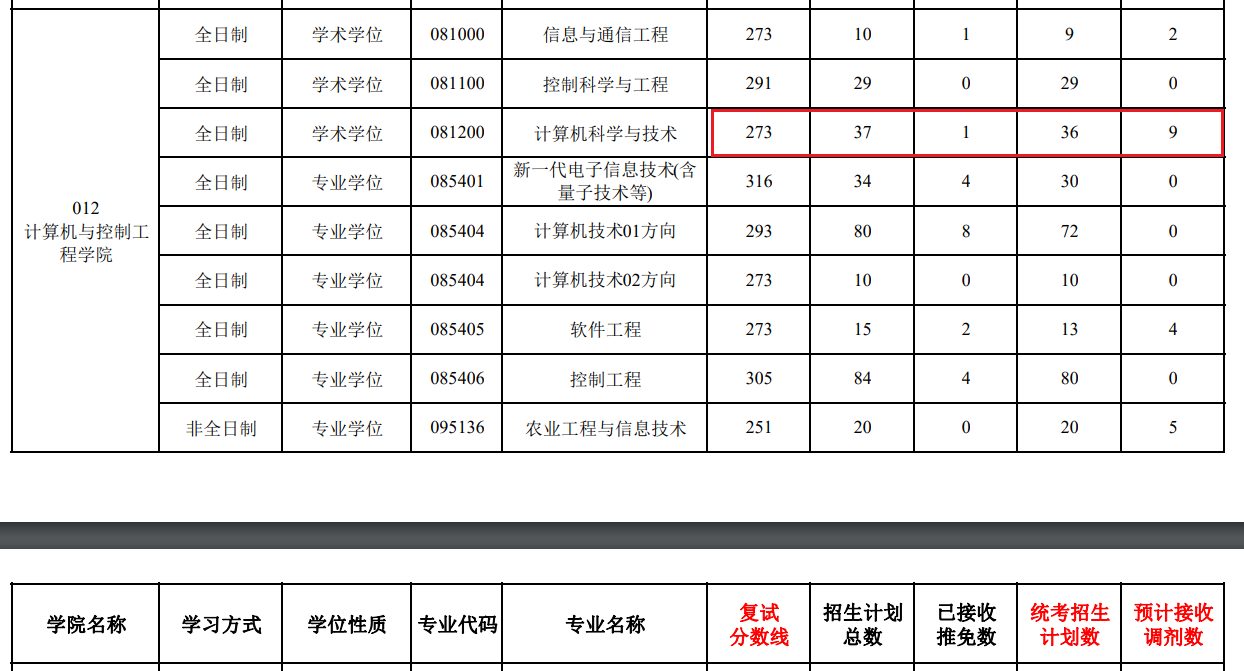 全日制 学术学位 081000 信息与通信工程 273 10 1 9 2
全日制 学术学位 081100 控制科学与工程 291 29 0 29 0
全日制 学术学位 081200 计算机科学与技术 273 37 1 36 9
全日制 专业学位 085401 新一代电子信息技术(含
量子技术等) 316 34 4 30 0
012
计算机与控制工
程学院
全日制 专业学位 085404 计算机技术01方向 293 80 8 72 0
全日制 专业学位 085404 计算机技术02方向 273 10 0 10 0
全日制 专业学位 085405 软件工程 273 15 2 13 4
全日制 专业学位 085406 控制工程 305 84 4 80 0
非全日制 专业学位 095136 农业工程与信息技术 251 20 0 20 5
学院名称 学习方式 学位性质 专业代码 专业名称
复试
分数线
招生计划
总数
已接收
推免数
统考招生
计划数
预计接收
调剂数